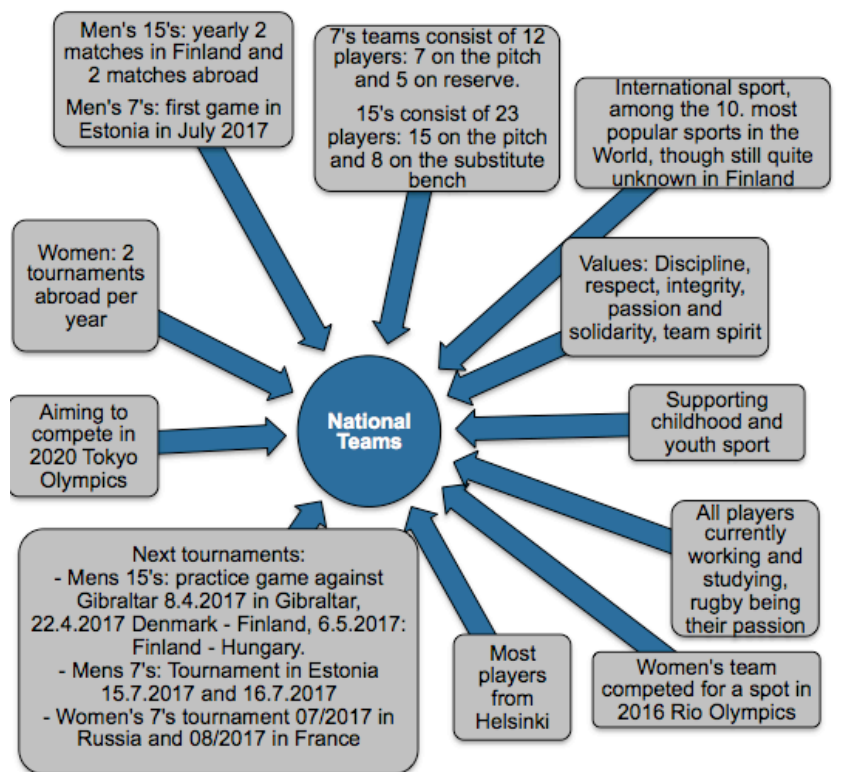 Men's 15's: yearly 2
matches in Finland and
2 matches abroad
Men's 7's: first game in
Estonia in July 2017
7's teams consist of 12
players: 7 on the pitch
and 5 on reserve.
15's consist of 23
players: 15 on the pitch
and 8 on the substitute
bench
International sport,
among the 10. most
popular sports in the
World, though still quite
unknown in Finland
Women: 2
tournaments
abroad per
year
Values: Discipline,
respect, integrity,
passion and
solidarity, team spirit
National
Teams
Aiming to
compete in
2020 Tokyo
Olympics
Supporting
childhood and
youth sport
All players
currently
working and
studying,
rugby being
their passion
Next tournaments:
- Mens 15's: practice game against
Gibraltar 8.4.2017 in Gibraltar,
22.4.2017 Denmark - Finland, 6.5.2017:
Finland - Hungary.
- Mens 7's: Tournament in Estonia
15.7.2017 and 16.7.2017
- Women's 7's tournament 07/2017 in
Russia and 08/2017 in France
Most
players
from
Helsinki
Women's team
competed for a spot in
2016 Rio Olympics